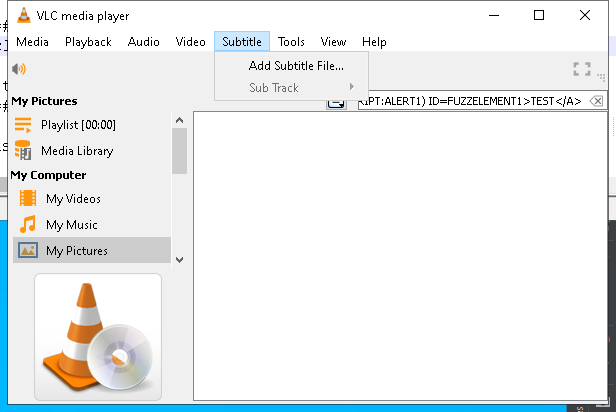 VLC media player
Media Playback Audio Video Subtitle Tools View Help
Add Subtitle File...
Sub Track
My Pictures
RIPT:ALERT1) ID=FUZZELEMENT1>TEST</A>
Playlist [00:00]
Media Library
My Computer
My Videos
My Music
My Pictures